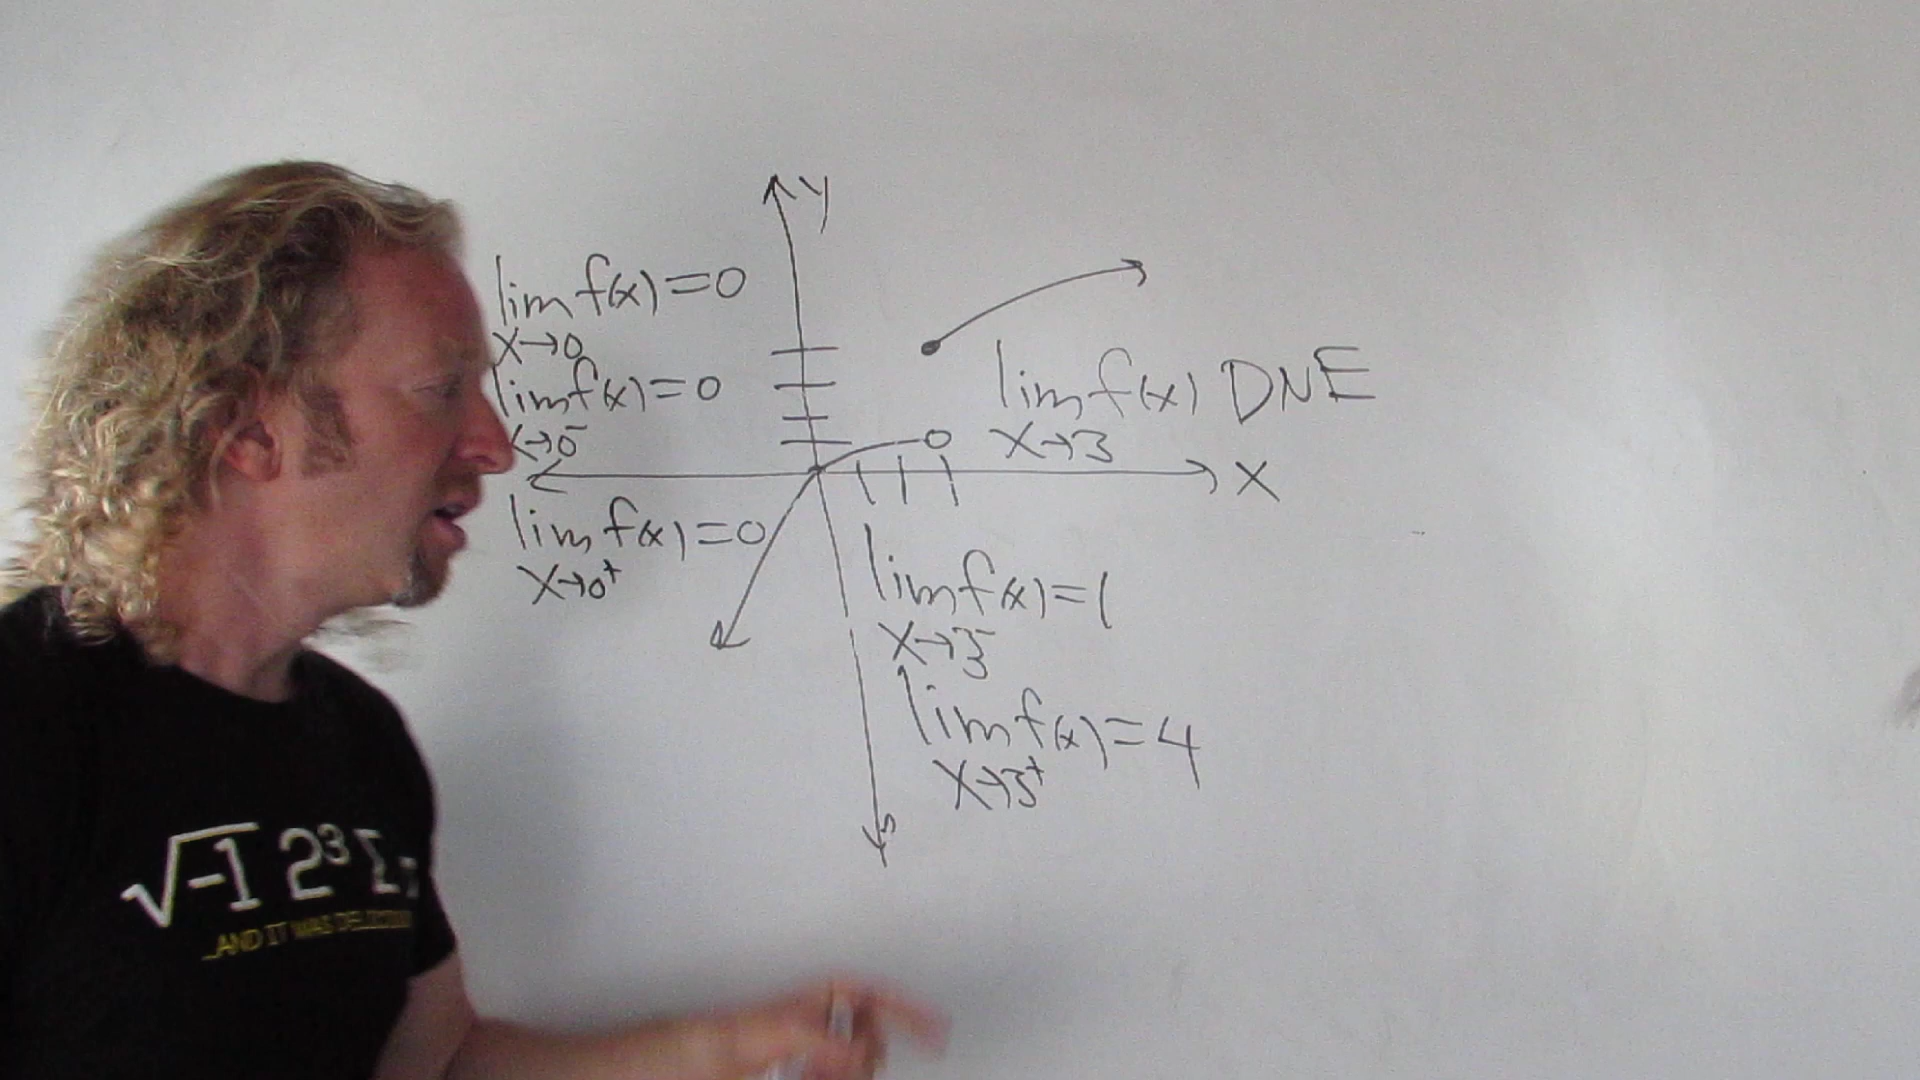 y
lim f(x) = 0
x→0
lim f(x) = 0
x→0⁻
lim f(x) = 0
x→0⁺
lim f(x) DNE
x→3
x
lim f(x) = 1
x→3⁻
lim f(x) = 4
x→3⁺
√-1 2³ Σ
...AND IT WAS